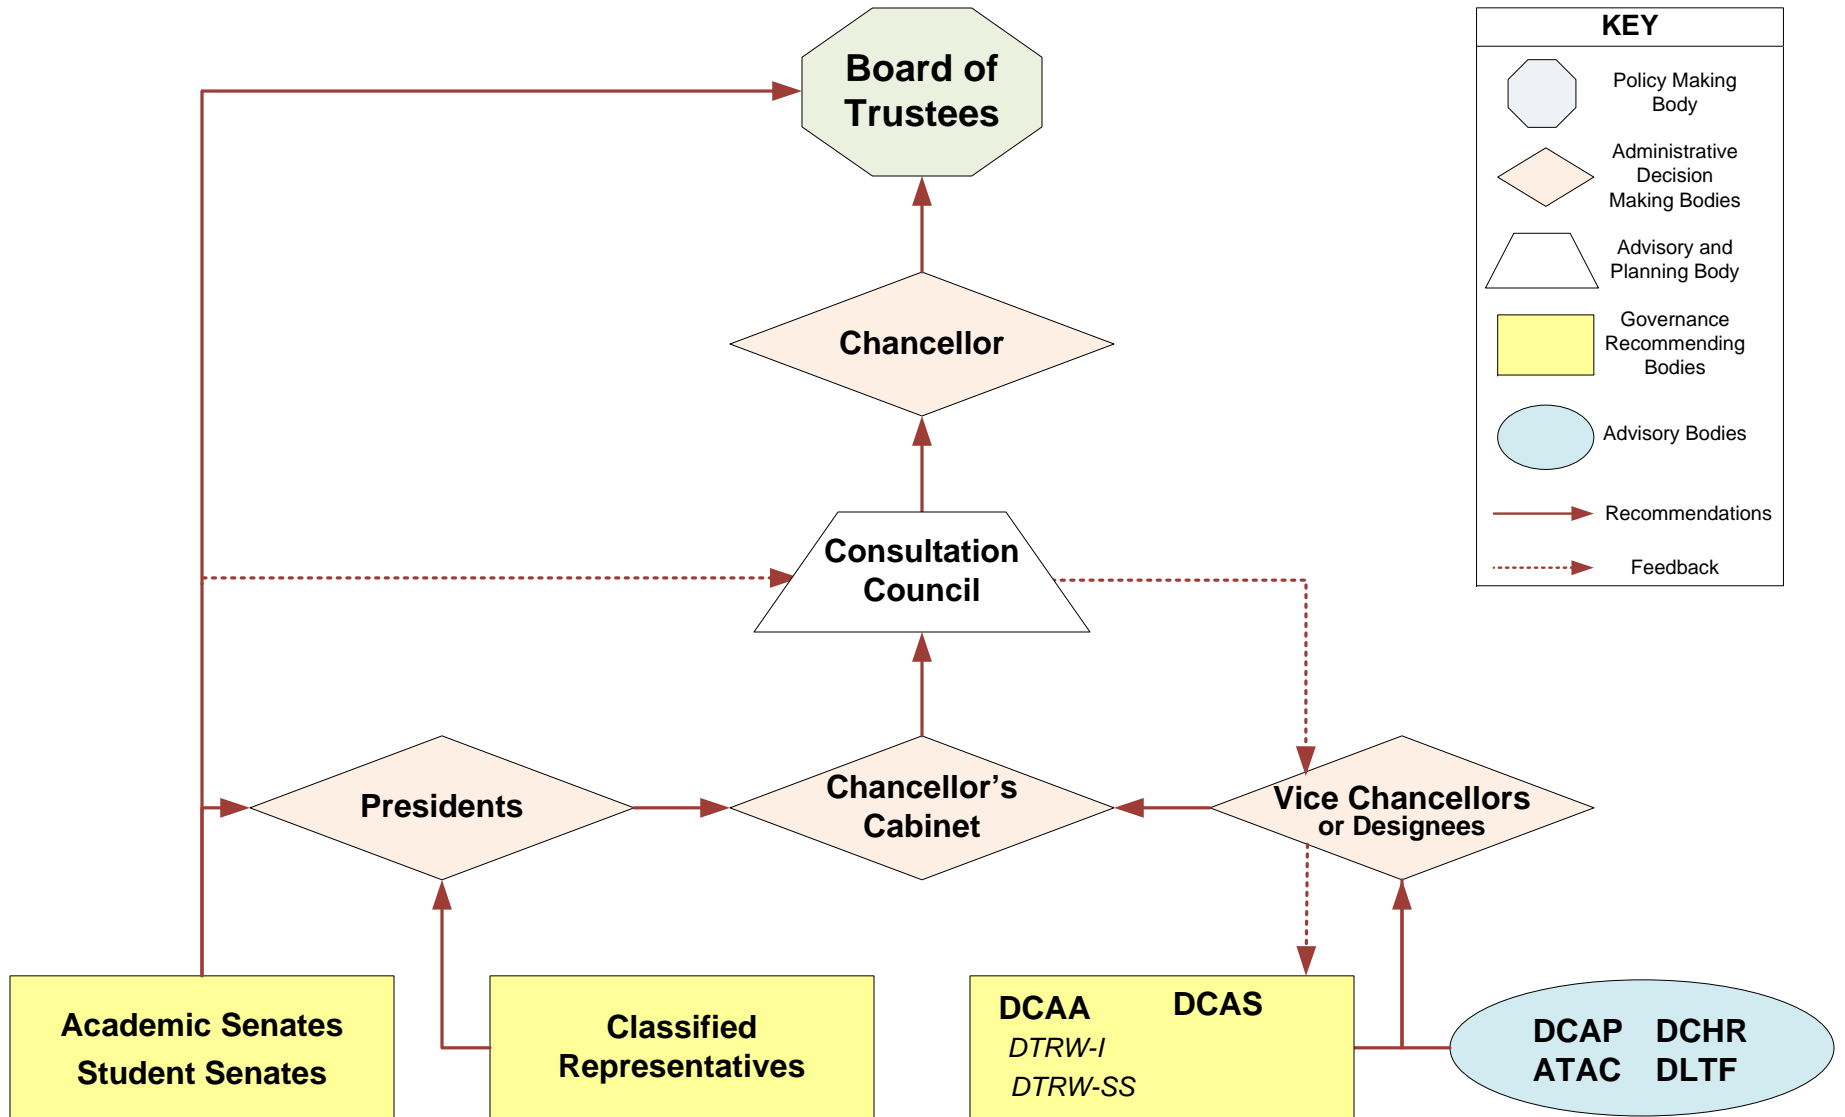 Board of
Trustees
Chancellor
Consultation
Council
Presidents
Chancellor’s
Cabinet
Vice Chancellors
or Designees
Academic Senates
Student Senates
Classified
Representatives
DCAA DCAS
DTRW-I
DTRW-SS
DCAP DCHR
ATAC DLTF
KEY
Policy Making
Body
Administrative
Decision
Making Bodies
Advisory and
Planning Body
Governance
Recommending
Bodies
Advisory Bodies
Recommendations
Feedback